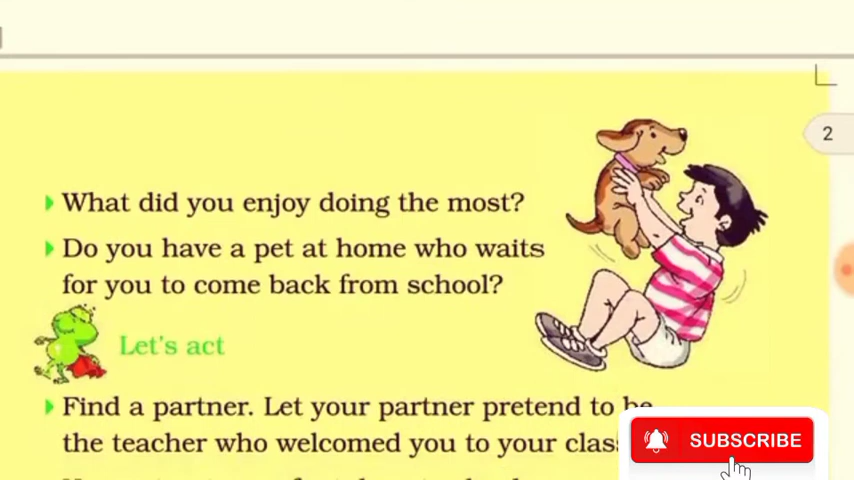 2
What did you enjoy doing the most?
Do you have a pet at home who waits
for you to come back from school?
Let's act
Find a partner. Let your partner pretend to be
the teacher who welcomed you to your clas
SUBSCRIBE